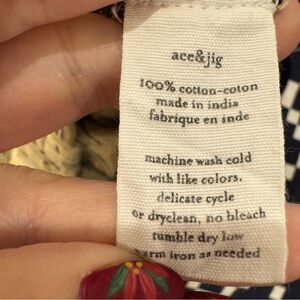 ace&jig
100% cotton-coton
made in india
fabrique en inde
machine wash cold
with like colors.
delicate cycle
or dryclean, no bleach
tumble dry low
warm iron as needed